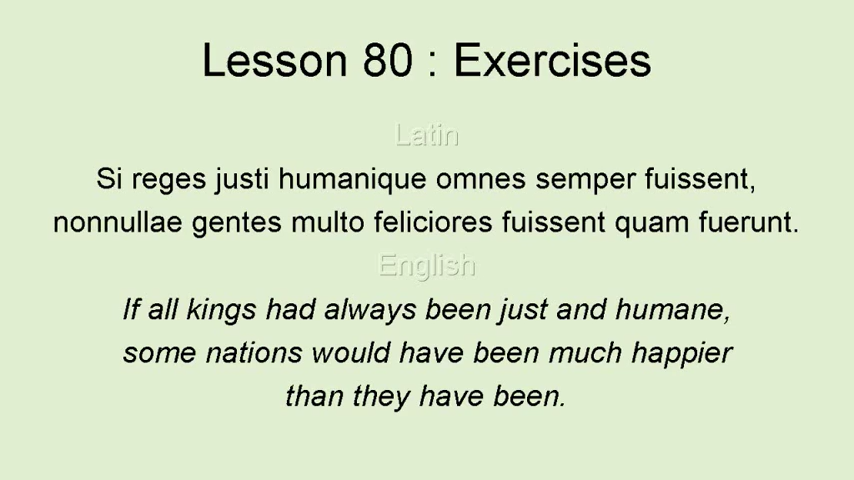 Lesson 80 : Exercises
Latin
Si reges justi humanique omnes semper fuissent,
nonnullae gentes multo feliciores fuissent quam fuerunt.
English
If all kings had always been just and humane,
some nations would have been much happier
than they have been.